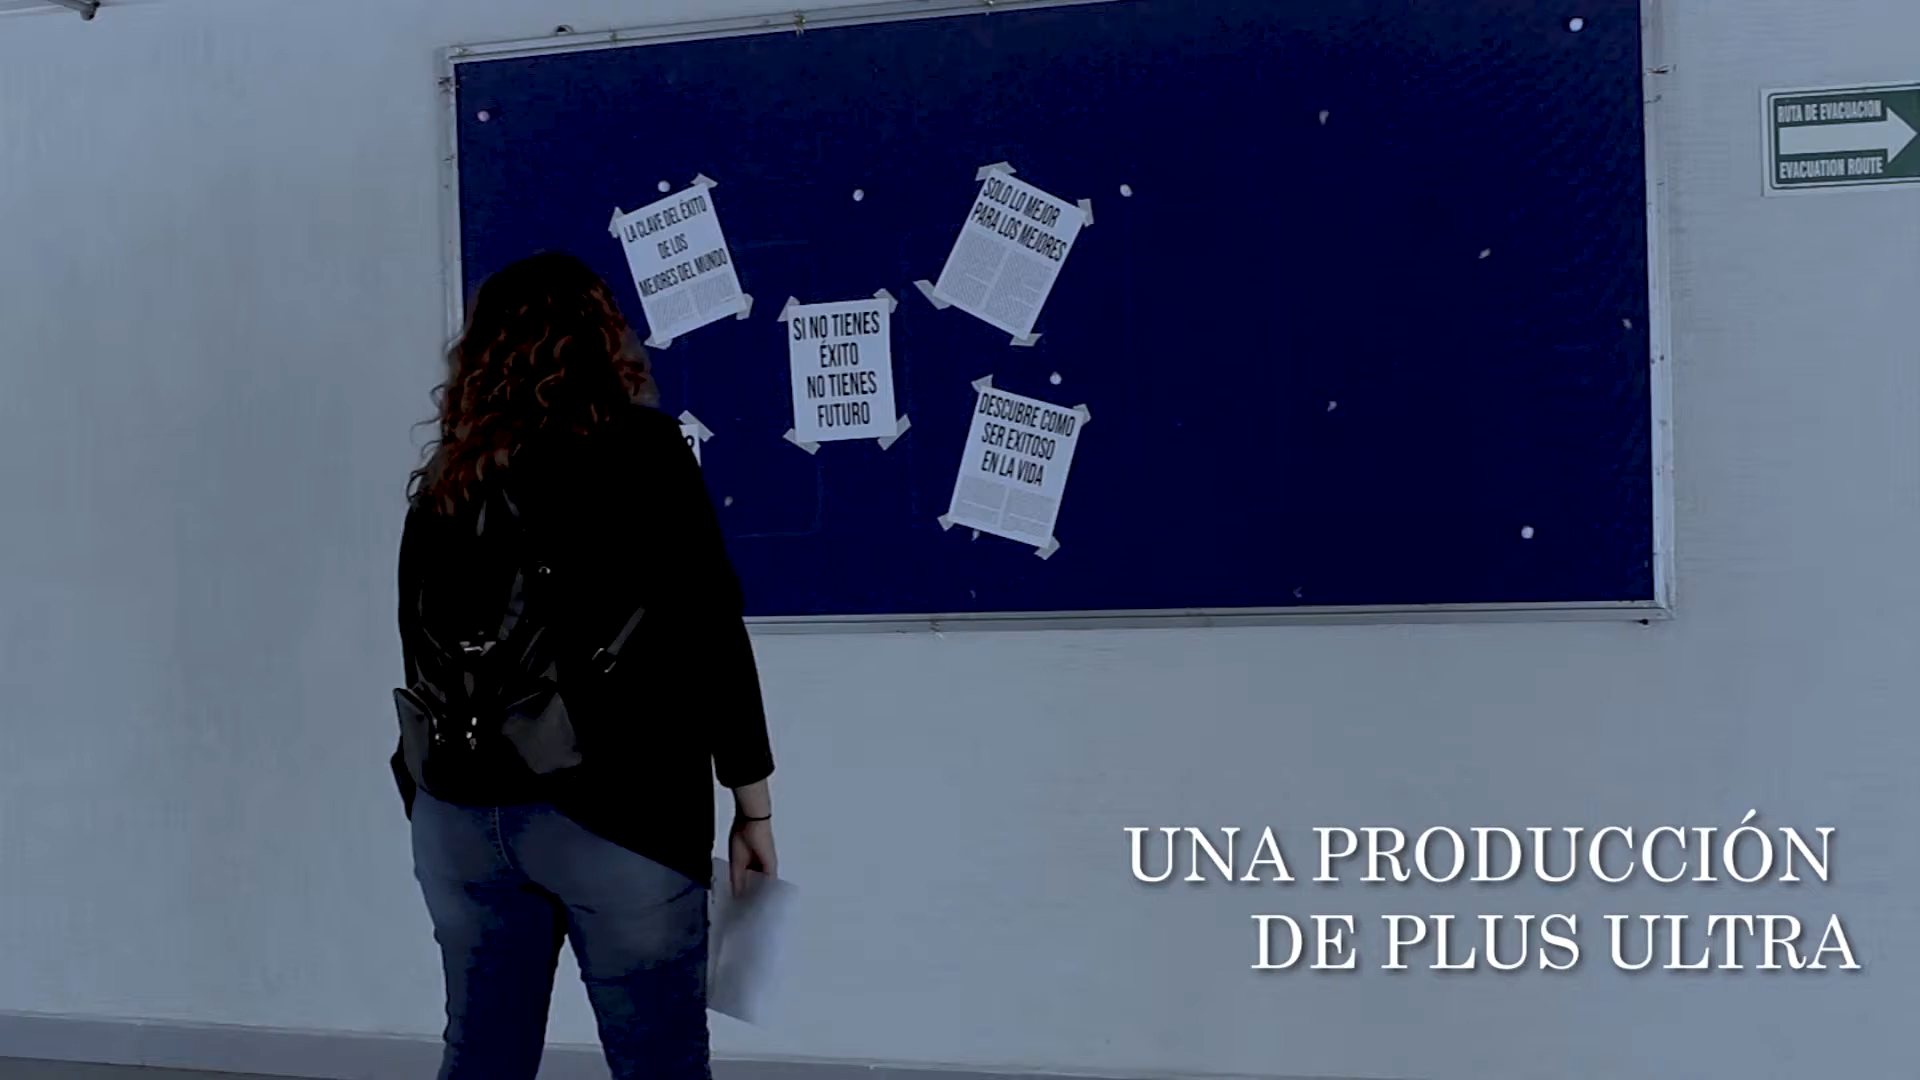 LA CLAVE DEL ÉXITO
DE LOS
MEJORES DEL MUNDO
SI NO TIENES
ÉXITO
NO TIENES
FUTURO
SOLO LO MEJOR
PARA LOS MEJORES
DESCUBRE COMO
SER EXITOSO
EN LA VIDA
RUTA DE EVACUACIÓN
EVACUATION ROUTE
UNA PRODUCCIÓN
DE PLUS ULTRA